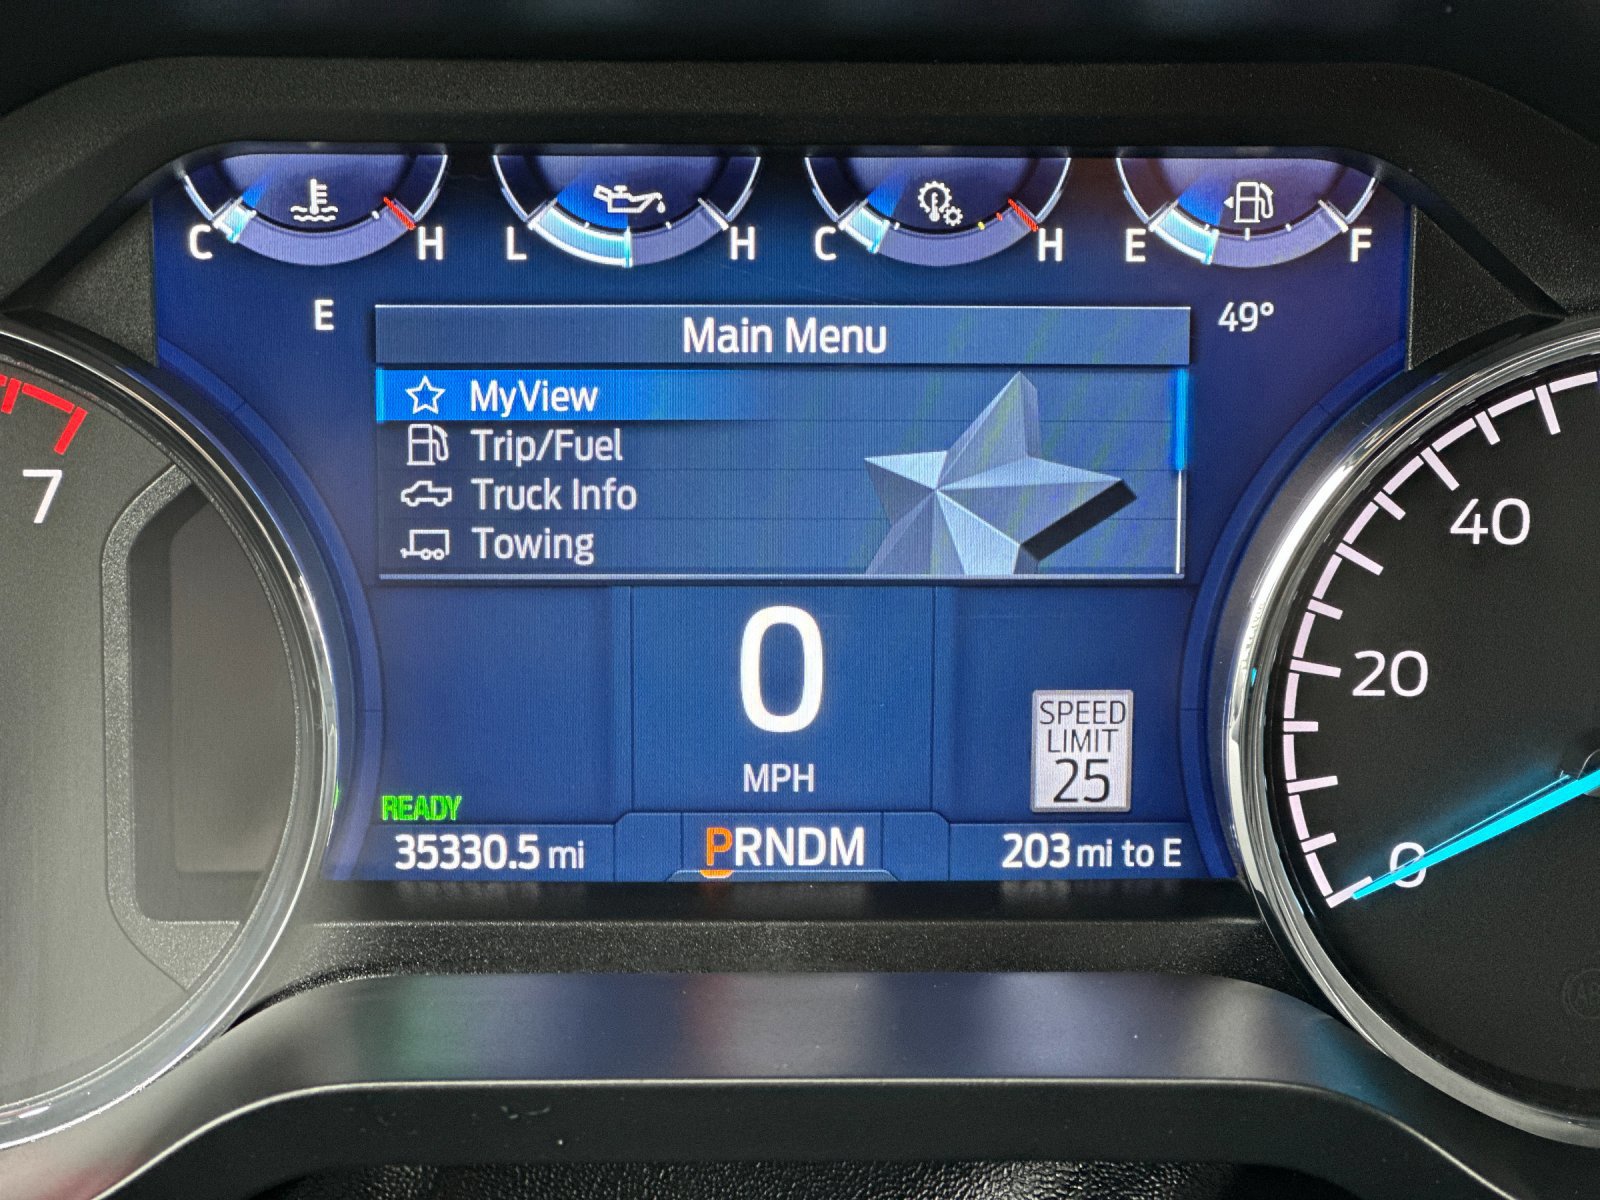 C H L H C H E F
E
49°
Main Menu
MyView
Trip/Fuel
Truck Info
Towing
7
40
20
0
0
MPH
SPEED
LIMIT
25
READY
35330.5 mi
PRNDM
203 mi to E